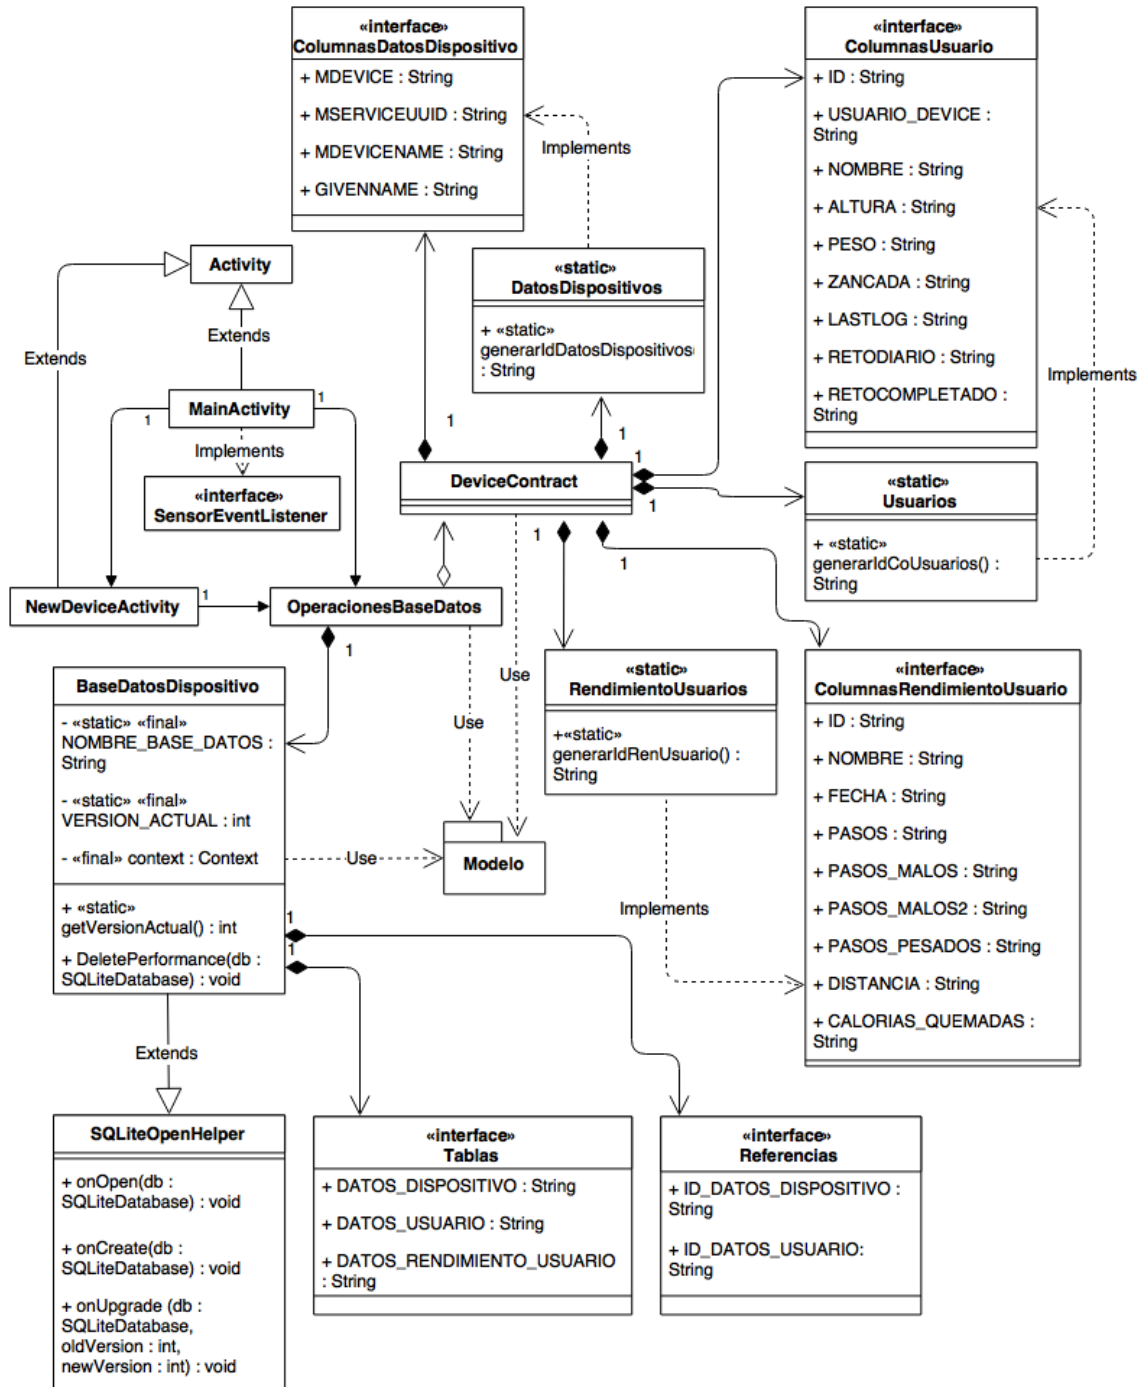 «interface»
ColumnasDatosDispositivo
+ MDEVICE : String
+ MSERVICEUUID : String
+ MDEVICENAME : String
+ GIVENNAME : String
«interface»
ColumnasUsuario
+ ID : String
+ USUARIO_DEVICE :
String
+ NOMBRE : String
+ ALTURA : String
+ PESO : String
+ ZANCADA : String
+ LASTLOG : String
+ RETODIARIO : String
+ RETOCOMPLETADO :
String
Implements
Implements
Activity
Extends
Extends
«static»
DatosDispositivos
+ «static»
generarIdDatosDispositivos(
: String
MainActivity
1
1
Implements
«interface»
SensorEventListener
1
1
DeviceContract
1
1
1
1
«static»
Usuarios
+ «static»
generarIdCoUsuarios() :
String
NewDeviceActivity
1
OperacionesBaseDatos
1
Use
Use
BaseDatosDispositivo
- «static» «final»
NOMBRE_BASE_DATOS :
String
- «static» «final»
VERSION_ACTUAL : int
- «final» context : Context
+ «static»
getVersionActual() : int
+ DeletePerformance(db :
SQLiteDatabase) : void
Use
Modelo
1
1
«static»
RendimientoUsuarios
+«static»
generarIdRenUsuario() :
String
Implements
«interface»
ColumnasRendimientoUsuario
+ ID : String
+ NOMBRE : String
+ FECHA : String
+ PASOS : String
+ PASOS_MALOS : String
+ PASOS_MALOS2 : String
+ PASOS_PESADOS : String
+ DISTANCIA : String
+ CALORIAS_QUEMADAS :
String
Extends
SQLiteOpenHelper
+ onOpen(db :
SQLiteDatabase) : void
+ onCreate(db :
SQLiteDatabase) : void
+ onUpgrade (db :
SQLiteDatabase,
oldVersion : int,
newVersion : int) : void
«interface»
Tablas
+ DATOS_DISPOSITIVO : String
+ DATOS_USUARIO : String
+ DATOS_RENDIMIENTO_USUARIO
: String
«interface»
Referencias
+ ID_DATOS_DISPOSITIVO :
String
+ ID_DATOS_USUARIO:
String